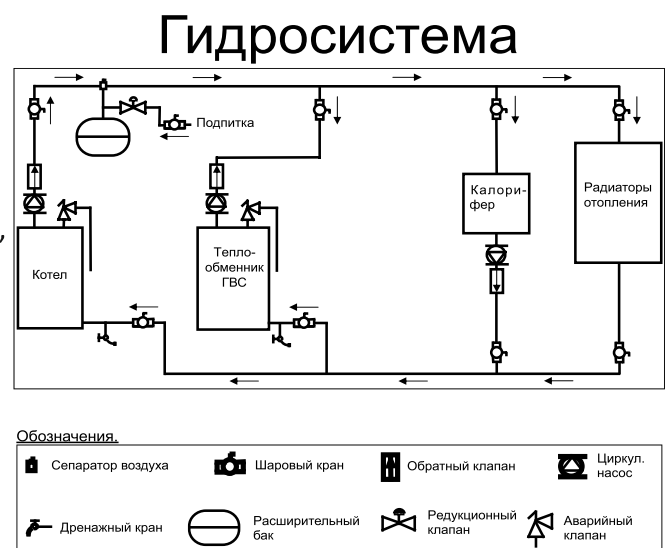 Гидросистема
Подпитка
Калори-
фер
Радиаторы
отопления
,
Котел
Тепло-
обменник
ГВС
Обозначения.
Сепаратор воздуха
Шаровый кран
Обратный клапан
Циркул.
насос
Дренажный кран
Расширительный
бак
Редукционный
клапан
Аварийный
клапан